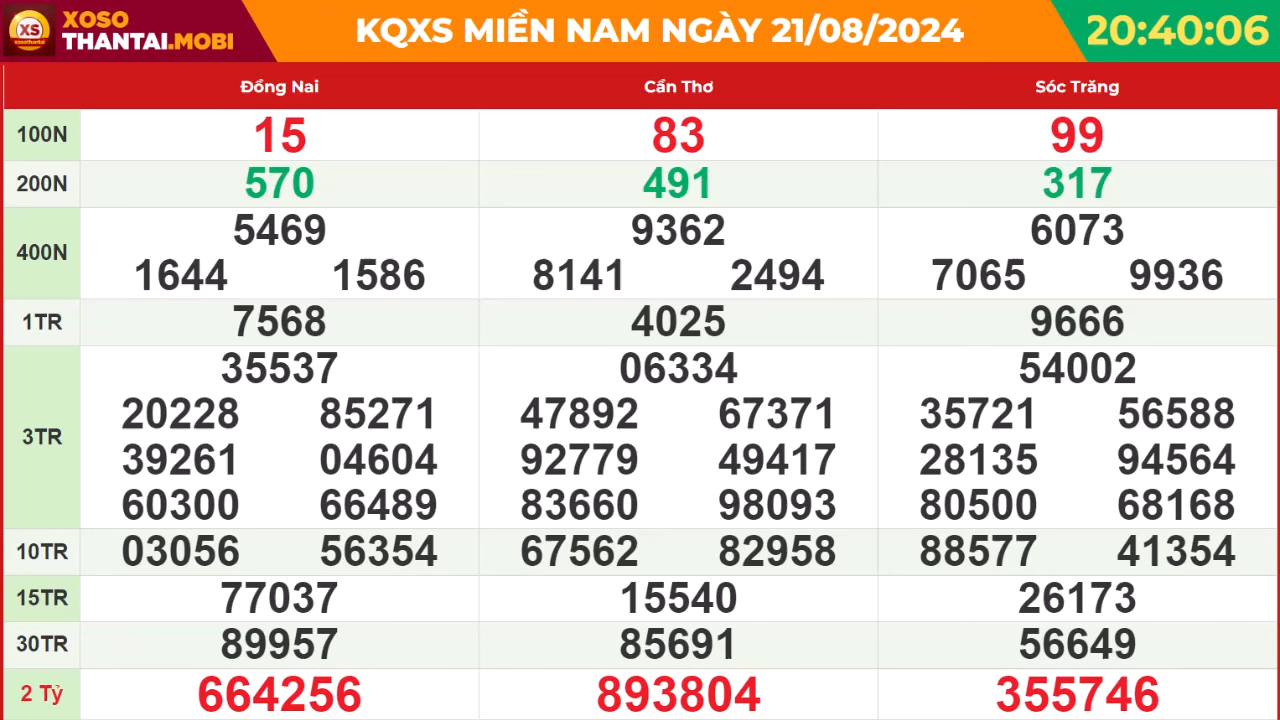 XS
xosothantai
XOSO
THANTAI.MOBI
KQXS MIỀN NAM NGÀY 21/08/2024
20:40:06
Đồng Nai Cần Thơ Sóc Trăng
100N 15 83 99
200N 570 491 317
5469 9362 6073
400N
1644 1586 8141 2494 7065 9936
1TR 7568 4025 9666
35537 06334 54002
20228 85271 47892 67371 35721 56588
3TR
39261 04604 92779 49417 28135 94564
60300 66489 83660 98093 80500 68168
10TR 03056 56354 67562 82958 88577 41354
15TR 77037 15540 26173
30TR 89957 85691 56649
2 Tỷ 664256 893804 355746